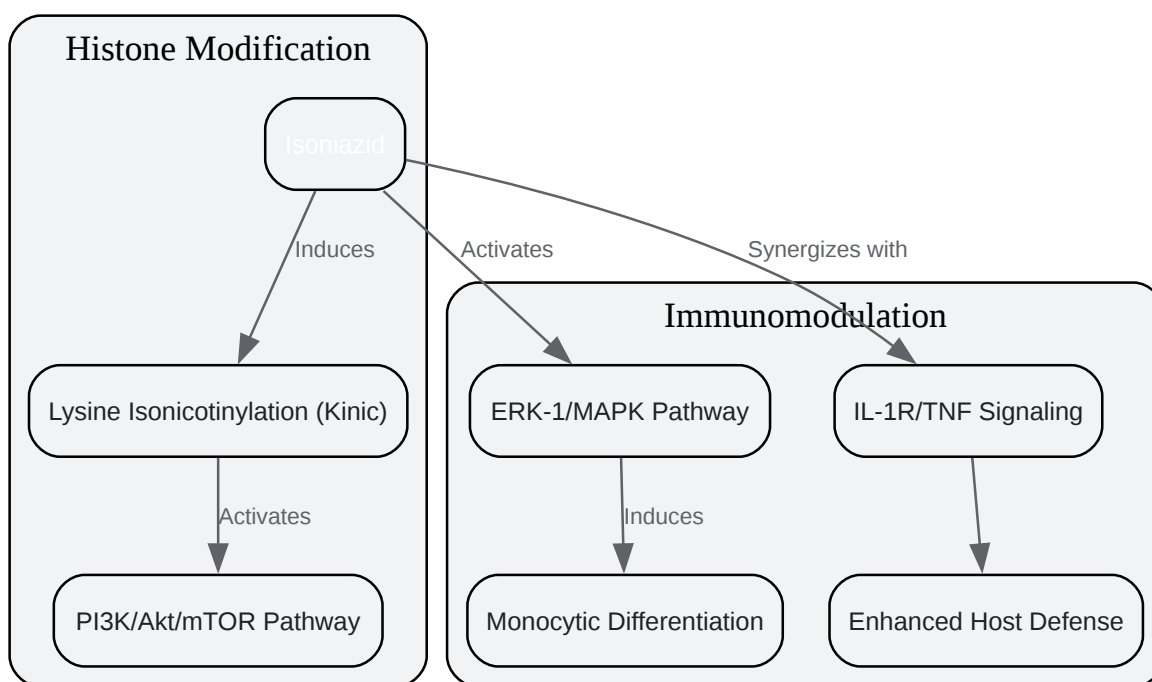 Histone Modification
Isoniazid
Induces
Activates
Synergizes with
Immunomodulation
Lysine Isonicotinylation (Kinic)
ERK-1/MAPK Pathway
IL-1R/TNF Signaling
Activates
Induces
PI3K/Akt/mTOR Pathway
Monocytic Differentiation
Enhanced Host Defense